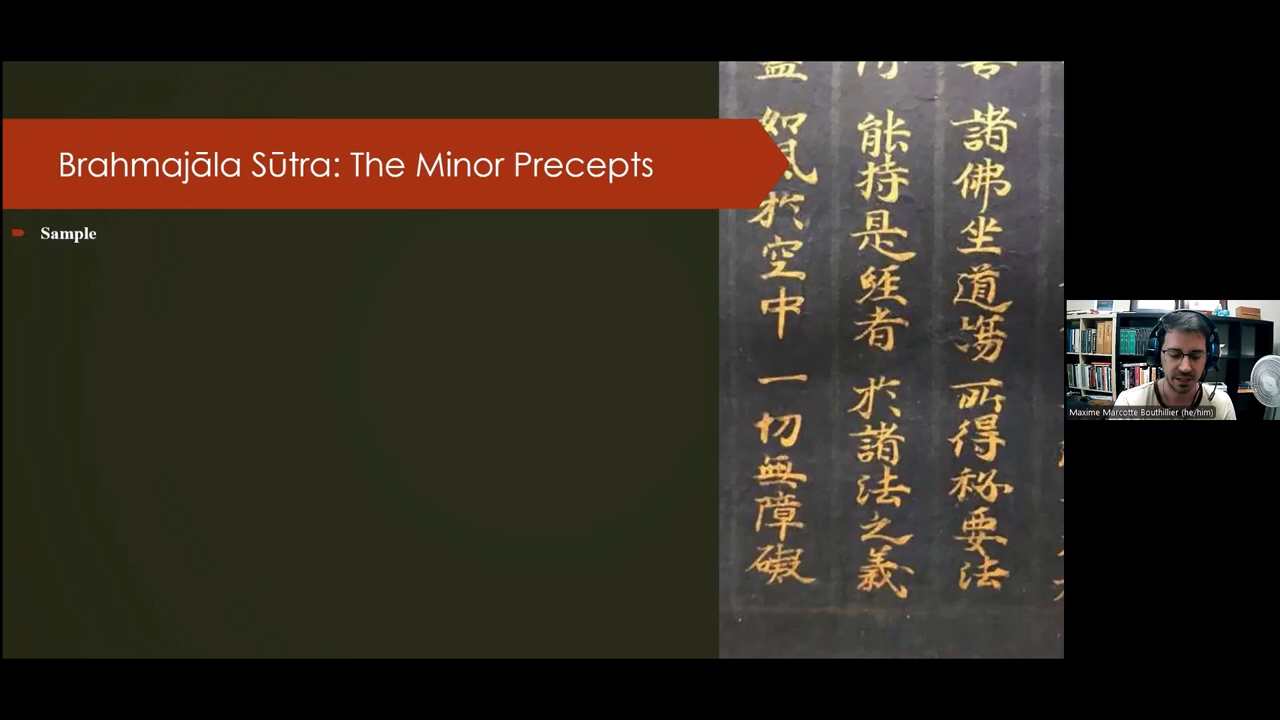 Brahmajāla Sūtra: The Minor Precepts
Sample
諸佛坐道場 所得秘要法
能持是經者 於諸法之義
如風於空中 一切無障礙
Maxime Marcotte Bouthillier (he/him)